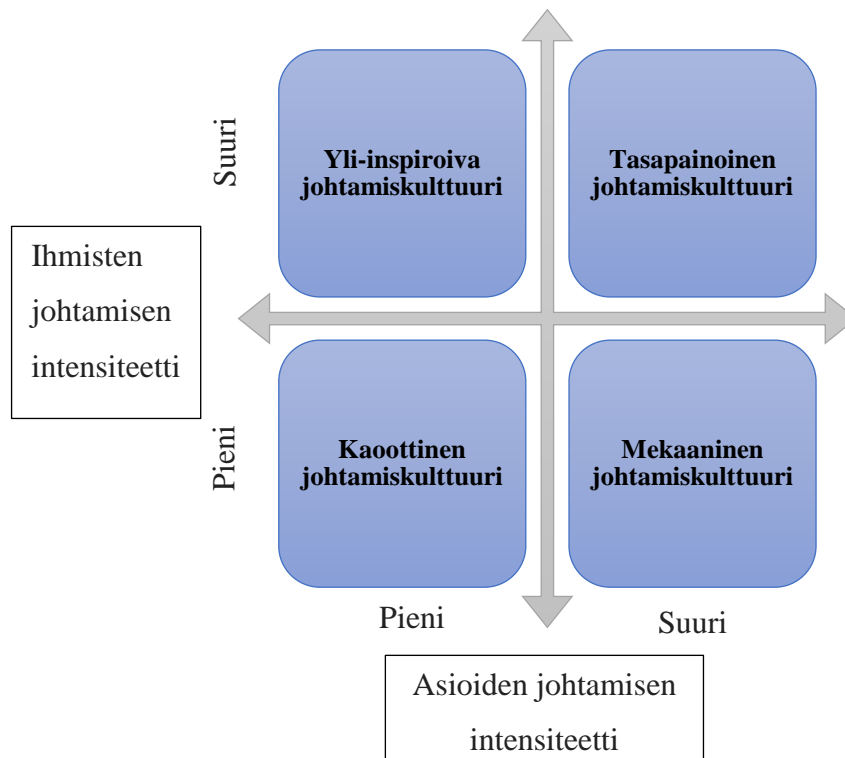 Suuri
Yli-inspiroiva
johtamiskulttuuri
Tasapainoinen
johtamiskulttuuri
Ihmisten
johtamisen
intensiteetti
Pieni
Kaoottinen
johtamiskulttuuri
Mekaaninen
johtamiskulttuuri
Pieni
Suuri
Asioiden johtamisen
intensiteetti